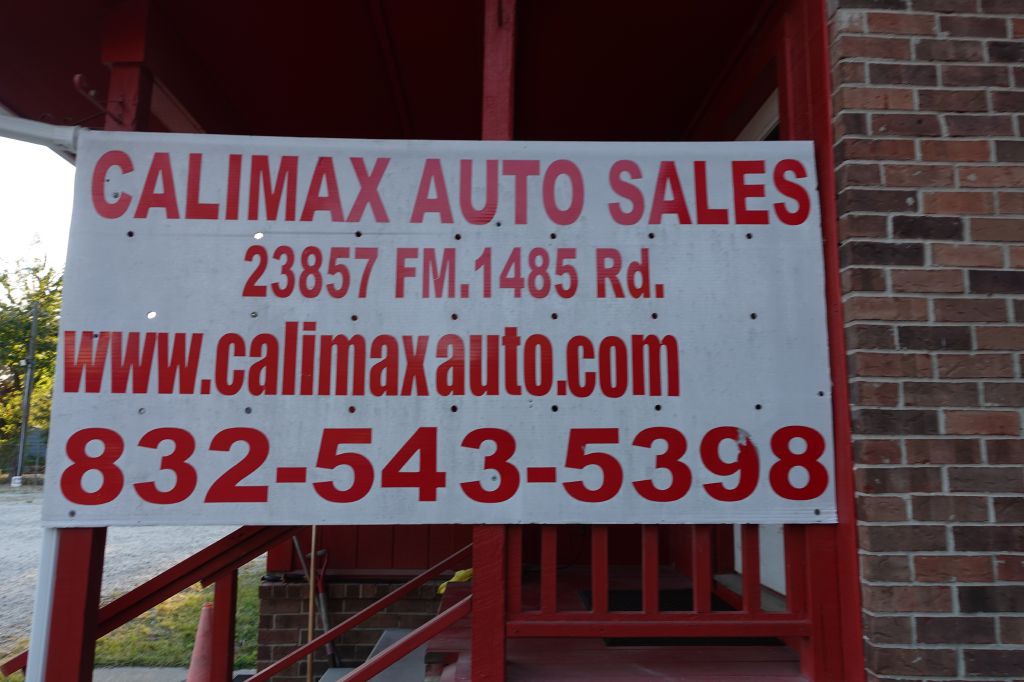 CALIMAX AUTO SALES
23857 FM.1485 Rd.
www.calimaxauto.com
832-543-5398